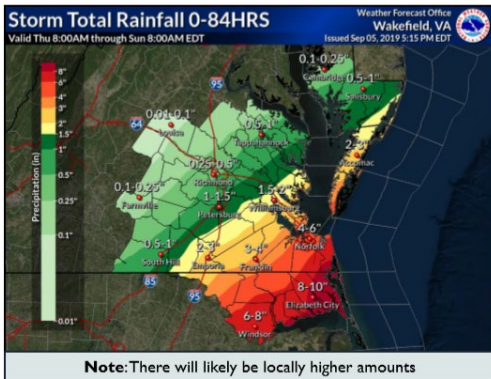 Storm Total Rainfall 0-84HRS
Valid Thu 8:00AM through Sun 8:00AM EDT
Weather Forecast Office
Wakefield, VA
Issued Sep 05, 2019 5:15 PM EDT
Precipitation (in)
8"
6"
4"
3"
2"
1.5"
1"
0.5"
0.25"
0.1"
0.01"
95
64
85
95
0.1-0.25"
Cambridge
0.5-1"
Salisbury
0.01-0.1"
Louisa
0.5-1"
Tappahannock
2-3"
Accomac
0.25-0.5"
Richmond
0.1-0.25"
Farmville
1-1.5"
Petersburg
1.5-2"
Williamsburg
4-6"
Norfolk
0.5-1"
South Hill
2-3"
Emporia
3-4"
Franklin
8-10"
Elizabeth City
6-8"
Windsor
Note: There will likely be locally higher amounts